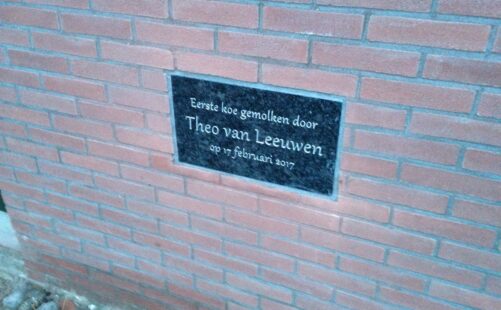 Eerste koe gemolken door
Theo van Leeuwen
op 17 februari 2017